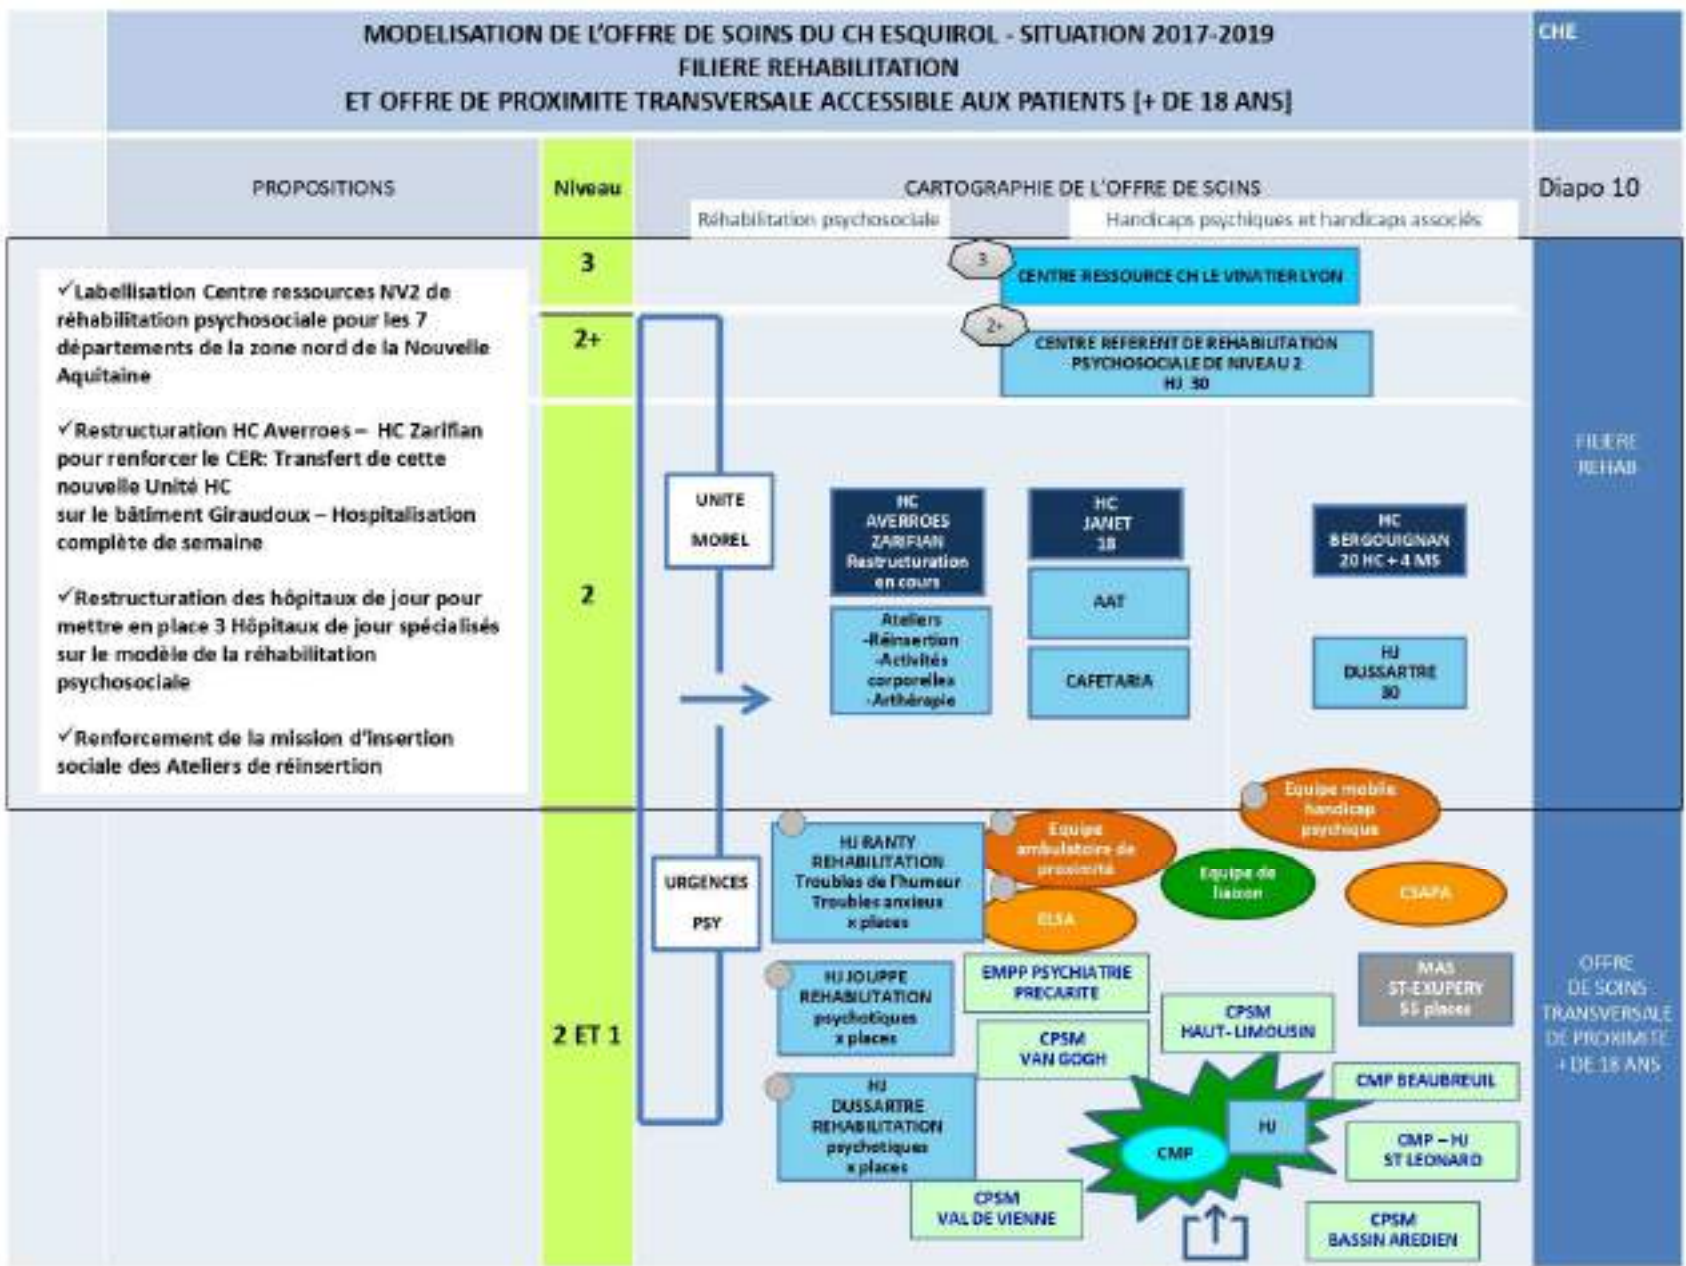 MODELISATION DE L'OFFRE DE SOINS DU CH ESQUIROL - SITUATION 2017-2019
FILIERE REHABILITATION
ET OFFRE DE PROXIMITE TRANSVERSALE ACCESSIBLE AUX PATIENTS [+ DE 18 ANS]
CHE
PROPOSITIONS
Niveau
CARTOGRAPHIE DE L'OFFRE DE SOINS
Diapo 10
Réhabilitation psychosociale
Handicaps psychiques et handicaps associés
✓Labellisation Centre ressources NV2 de
réhabilitation psychosociale pour les 7
départements de la zone nord de la Nouvelle
Aquitaine
✓Restructuration HC Averroes – HC Zarifian
pour renforcer le CER: Transfert de cette
nouvelle Unité HC
sur le bâtiment Giraudoux – Hospitalisation
complète de semaine
✓Restructuration des hôpitaux de jour pour
mettre en place 3 Hôpitaux de jour spécialisés
sur le modèle de la réhabilitation
psychosociale
✓Renforcement de la mission d'insertion
sociale des Ateliers de réinsertion
3
3
CENTRE RESSOURCE CH LE VINATIER LYON
2+
2+
CENTRE REFERENT DE REHABILITATION
PSYCHOSOCIALE DE NIVEAU 2
HJ 30
2
UNITE
MOREL
HC
AVERROES
ZARIFIAN
Restructuration
en cours
HC
JANET
18
HC
BERGOUIGNAN
20 HC + 4 MS
Ateliers
-Réinsertion
-Activités
corporelles
-Arthérapie
AAT
CAFETARIA
HJ
DUSSARTRE
30
FILIERE
REHAB
Equipe mobile
handicap
psychique
2 ET 1
URGENCES
PSY
HJ RANTY
REHABILITATION
Troubles de l'humeur
Troubles anxieux
x places
Equipe
ambulatoire de
proximité
ELSA
Equipe de
liaison
CSAPA
HJ JOUPPE
REHABILITATION
psychotiques
x places
EMPP PSYCHIATRIE
PRECARITE
CPSM
VAN GOGH
CPSM
HAUT-LIMOUSIN
MAS
ST-EXUPERY
55 places
HJ
DUSSARTRE
REHABILITATION
psychotiques
x places
CMP BEAUBREUIL
CMP
HJ
CMP – HJ
ST LEONARD
CPSM
VAL DE VIENNE
CPSM
BASSIN AREDIEN
OFFRE
DE SOINS
TRANSVERSALE
DE PROXIMITE
+ DE 18 ANS